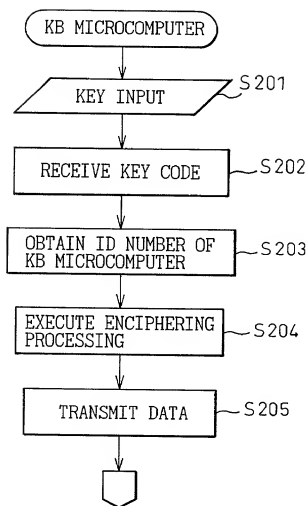 KB MICROCOMPUTER
KEY INPUT
S201
RECEIVE KEY CODE
S202
OBTAIN ID NUMBER OF
KB MICROCOMPUTER
S203
EXECUTE ENCIPHERING
PROCESSING
S204
TRANSMIT DATA
S205